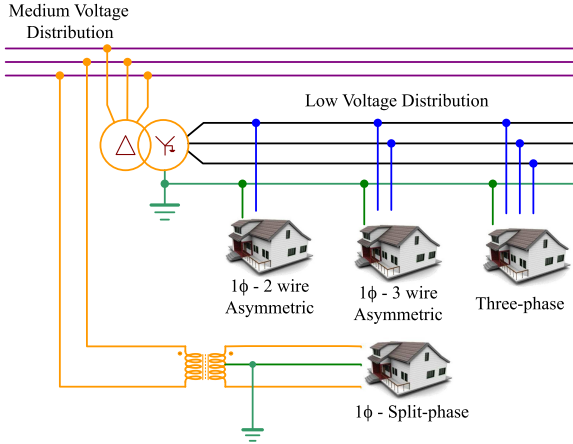 Medium Voltage
Distribution
Low Voltage Distribution
1ϕ - 2 wire
Asymmetric
1ϕ - 3 wire
Asymmetric
Three-phase
1ϕ - Split-phase